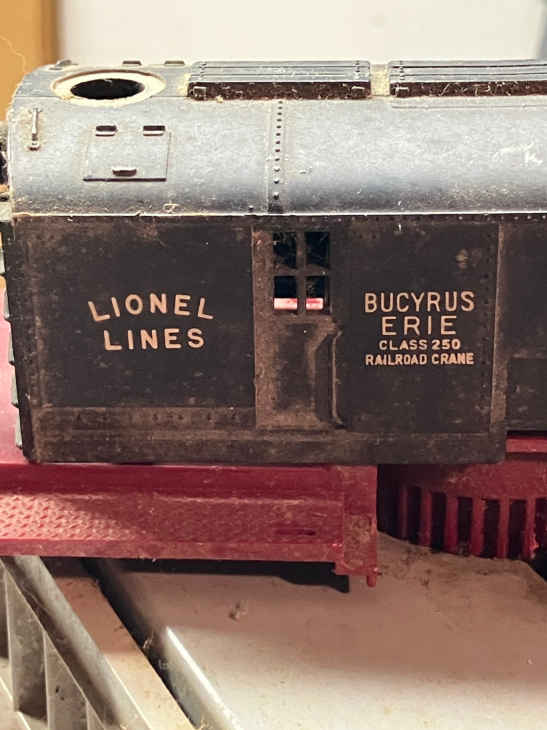 LIONEL
LINES
BUCYRUS
ERIE
CLASS 250
RAILROAD CRANE